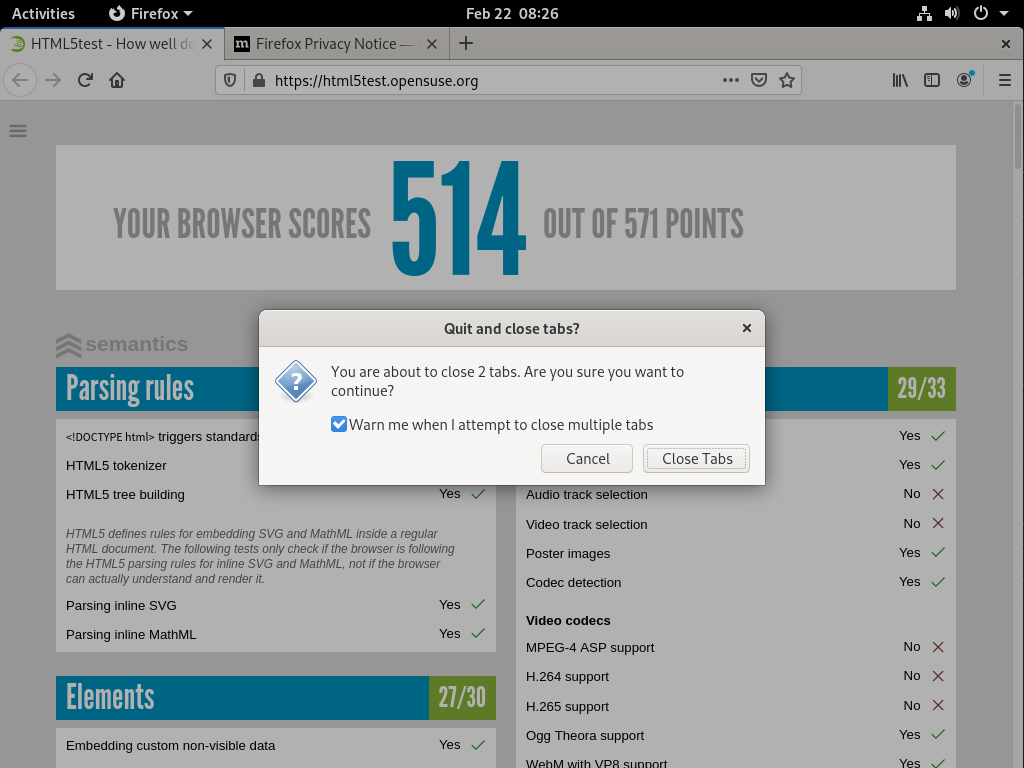 Activities
Firefox
Feb 22 08:26
HTML5test - How well do
Firefox Privacy Notice —
https://html5test.opensuse.org
YOUR BROWSER SCORES 514 OUT OF 571 POINTS
semantics
Parsing rules
<!DOCTYPE html> triggers standards
HTML5 tokenizer
HTML5 tree building Yes
HTML5 defines rules for embedding SVG and MathML inside a regular
HTML document. The following tests only check if the browser is following
the HTML5 parsing rules for inline SVG and MathML, not if the browser
can actually understand and render it.
Parsing inline SVG Yes
Parsing inline MathML Yes
Elements 27/30
Embedding custom non-visible data Yes
29/33
Yes
Yes
Audio track selection No
Video track selection No
Poster images Yes
Codec detection Yes
Video codecs
MPEG-4 ASP support No
H.264 support No
H.265 support No
Ogg Theora support Yes
WebM with VP8 support Yes
Quit and close tabs?
You are about to close 2 tabs. Are you sure you want to
continue?
Warn me when I attempt to close multiple tabs
Cancel
Close Tabs